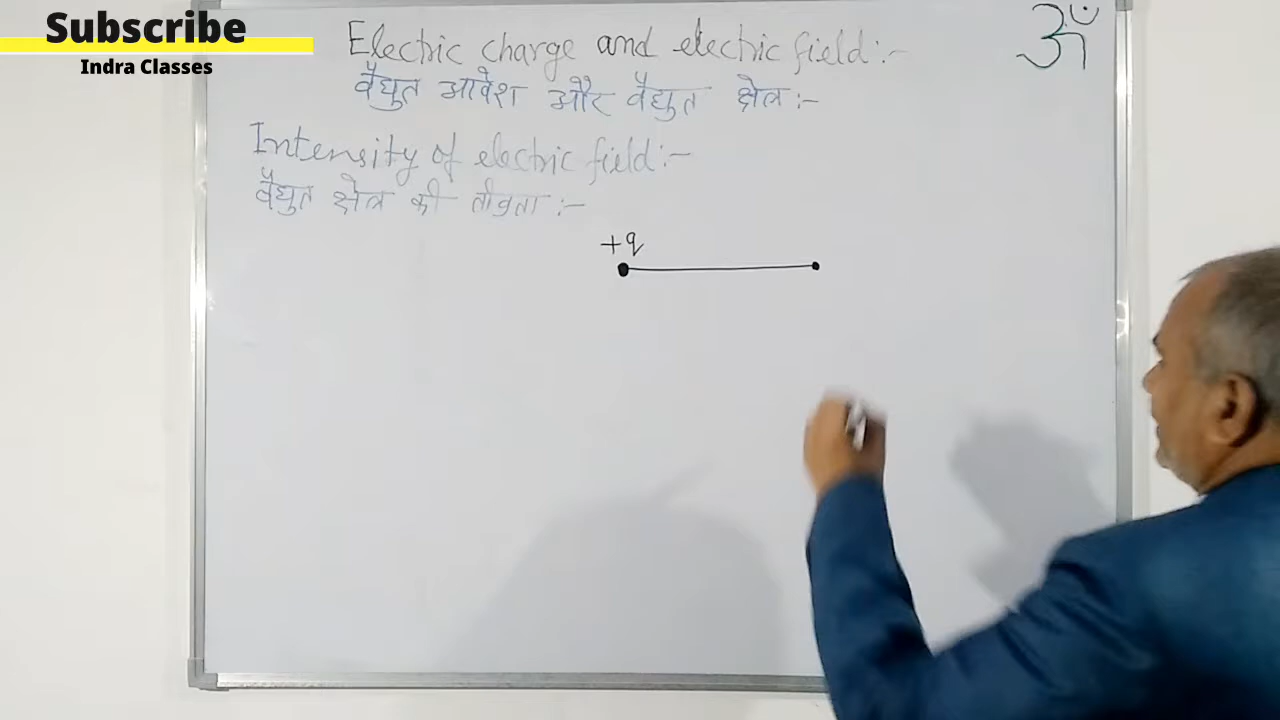 Subscribe
Indra Classes
ॐ
Electric charge and electric field:-
वैद्युत आवेश और वैद्युत क्षेत्र:-
Intensity of electric field:-
वैद्युत क्षेत्र की तीव्रता:-
+q